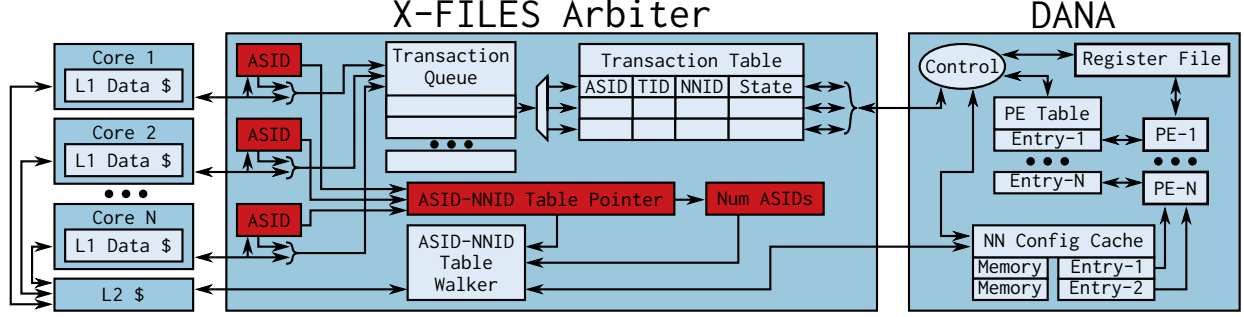 X-FILES Arbiter
DANA
Core 1
L1 Data $
Core 2
L1 Data $
Core N
L1 Data $
L2 $
ASID
ASID
ASID
Transaction
Queue
Transaction Table
ASID TID NNID State
ASID-NNID Table Pointer
Num ASIDs
ASID-NNID
Table
Walker
Control
Register File
PE Table
Entry-1
Entry-N
PE-1
PE-N
NN Config Cache
Memory Entry-1
Memory Entry-2